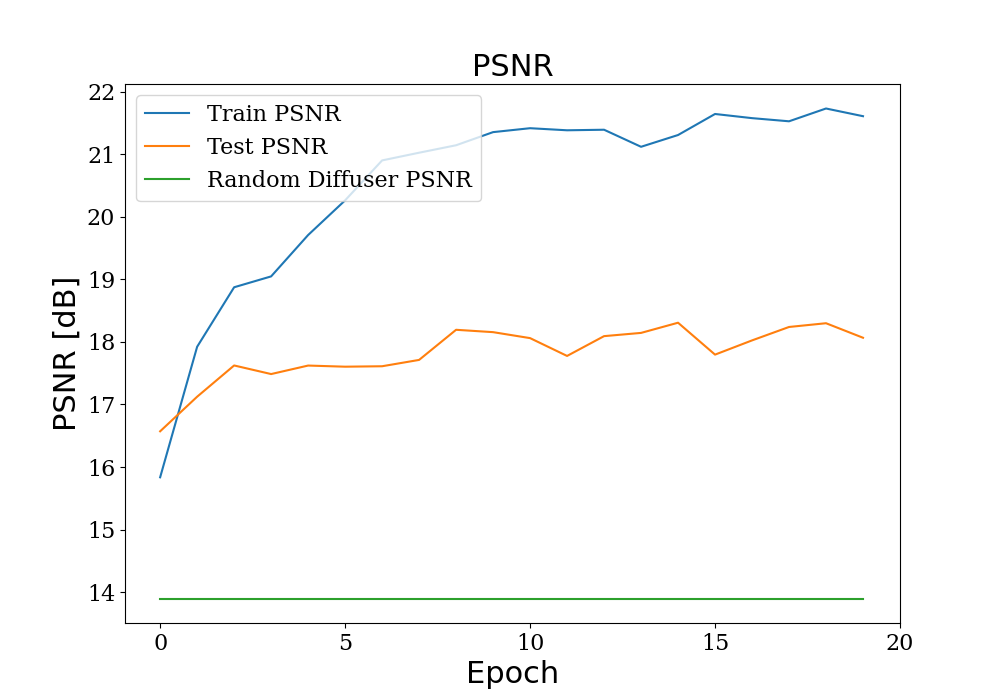 PSNR
Train PSNR
Test PSNR
Random Diffuser PSNR
PSNR [dB]
22
21
20
19
18
17
16
15
14
0 5 10 15 20
Epoch